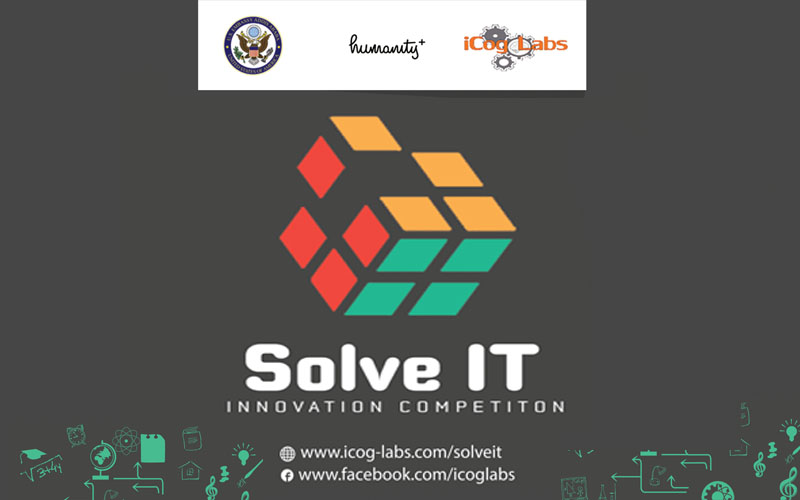 humanity+
iCog Labs
Solve IT
INNOVATION COMPETITON
www.icog-labs.com/solveit
www.facebook.com/icoglabs